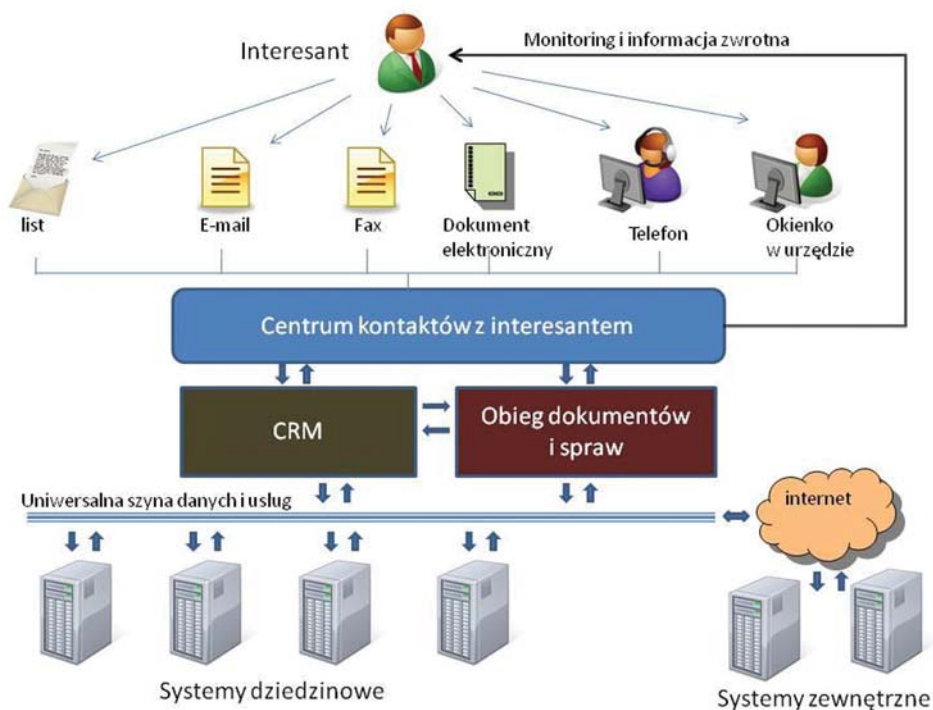 Interesant
Monitoring i informacja zwrotna
list
E-mail
Fax
Dokument
elektroniczny
Telefon
Okienko
w urzędzie
Centrum kontaktów z interesantem
CRM
Obieg dokumentów
i spraw
Uniwersalna szyna danych i usług
internet
Systemy dziedzinowe
Systemy zewnętrzne